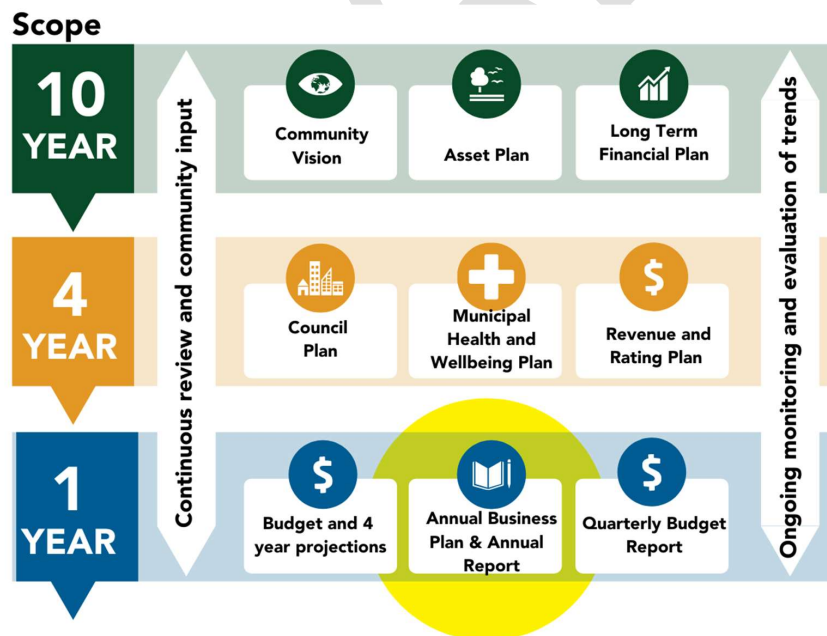 Scope
10
YEAR
Continuous review and community input
Community
Vision
Asset Plan
Long Term
Financial Plan
Ongoing monitoring and evaluation of trends
4
YEAR
Council
Plan
Municipal
Health and
Wellbeing Plan
$
Revenue and
Rating Plan
1
YEAR
$
Budget and 4
year projections
Annual Business
Plan & Annual
Report
$
Quarterly Budget
Report